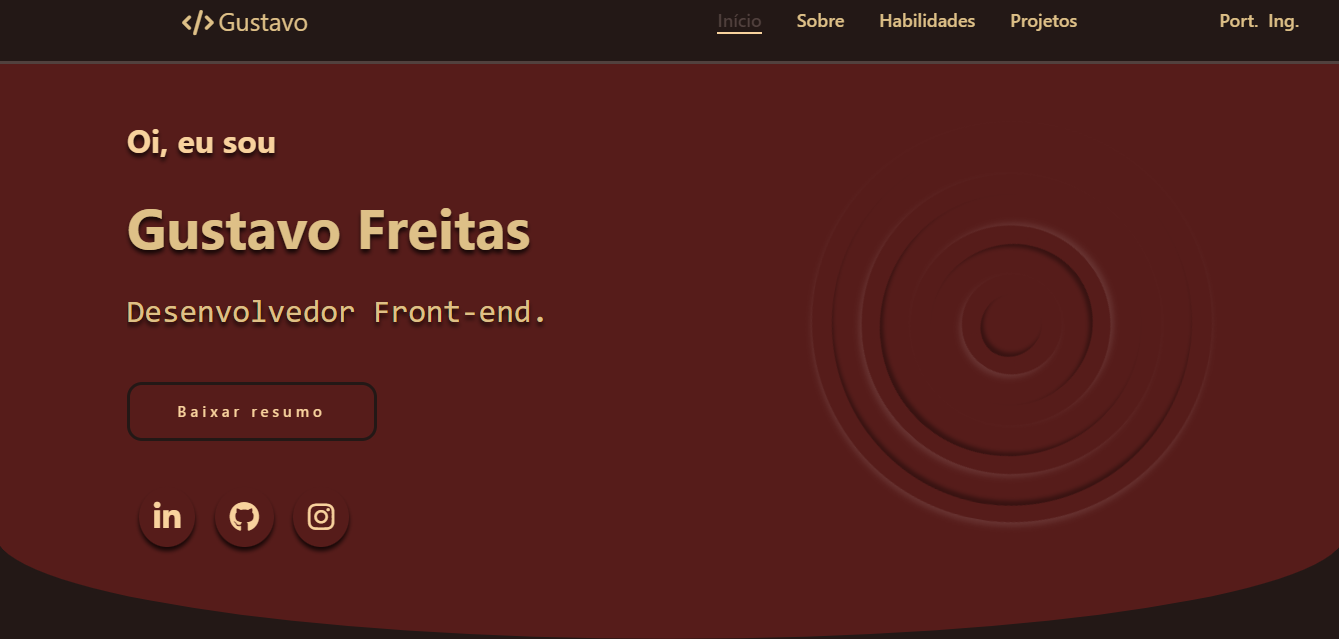 </> Gustavo
Início Sobre Habilidades Projetos Port. Ing.
Oi, eu sou
Gustavo Freitas
Desenvolvedor Front-end.
Baixar resumo
in